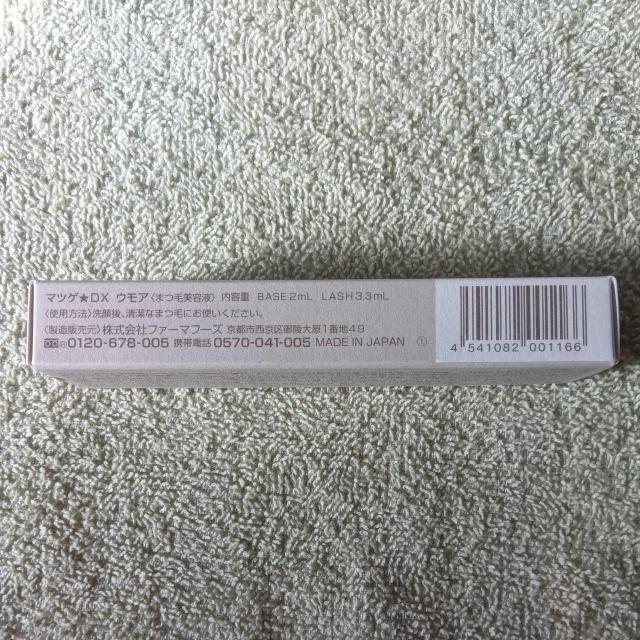 マツゲ★DX ウモア（まつ毛美容液）内容量 BASE2mL LASH3.3mL
〈使用方法〉洗顔後、清潔なまつ毛にお使いください。
〈製造販売元〉株式会社ファーマフーズ 京都市西京区御陵大原1番地49
0120-678-005 携帯電話 0570-041-005 MADE IN JAPAN ①
4 541082 001166